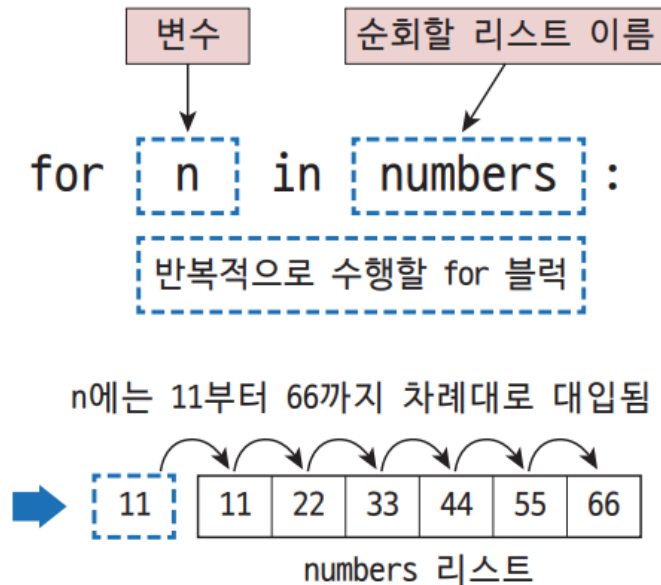 변수 순회할 리스트 이름
for n in numbers :
반복적으로 수행할 for 블럭
n에는 11부터 66까지 차례대로 대입됨
11 11 22 33 44 55 66
numbers 리스트